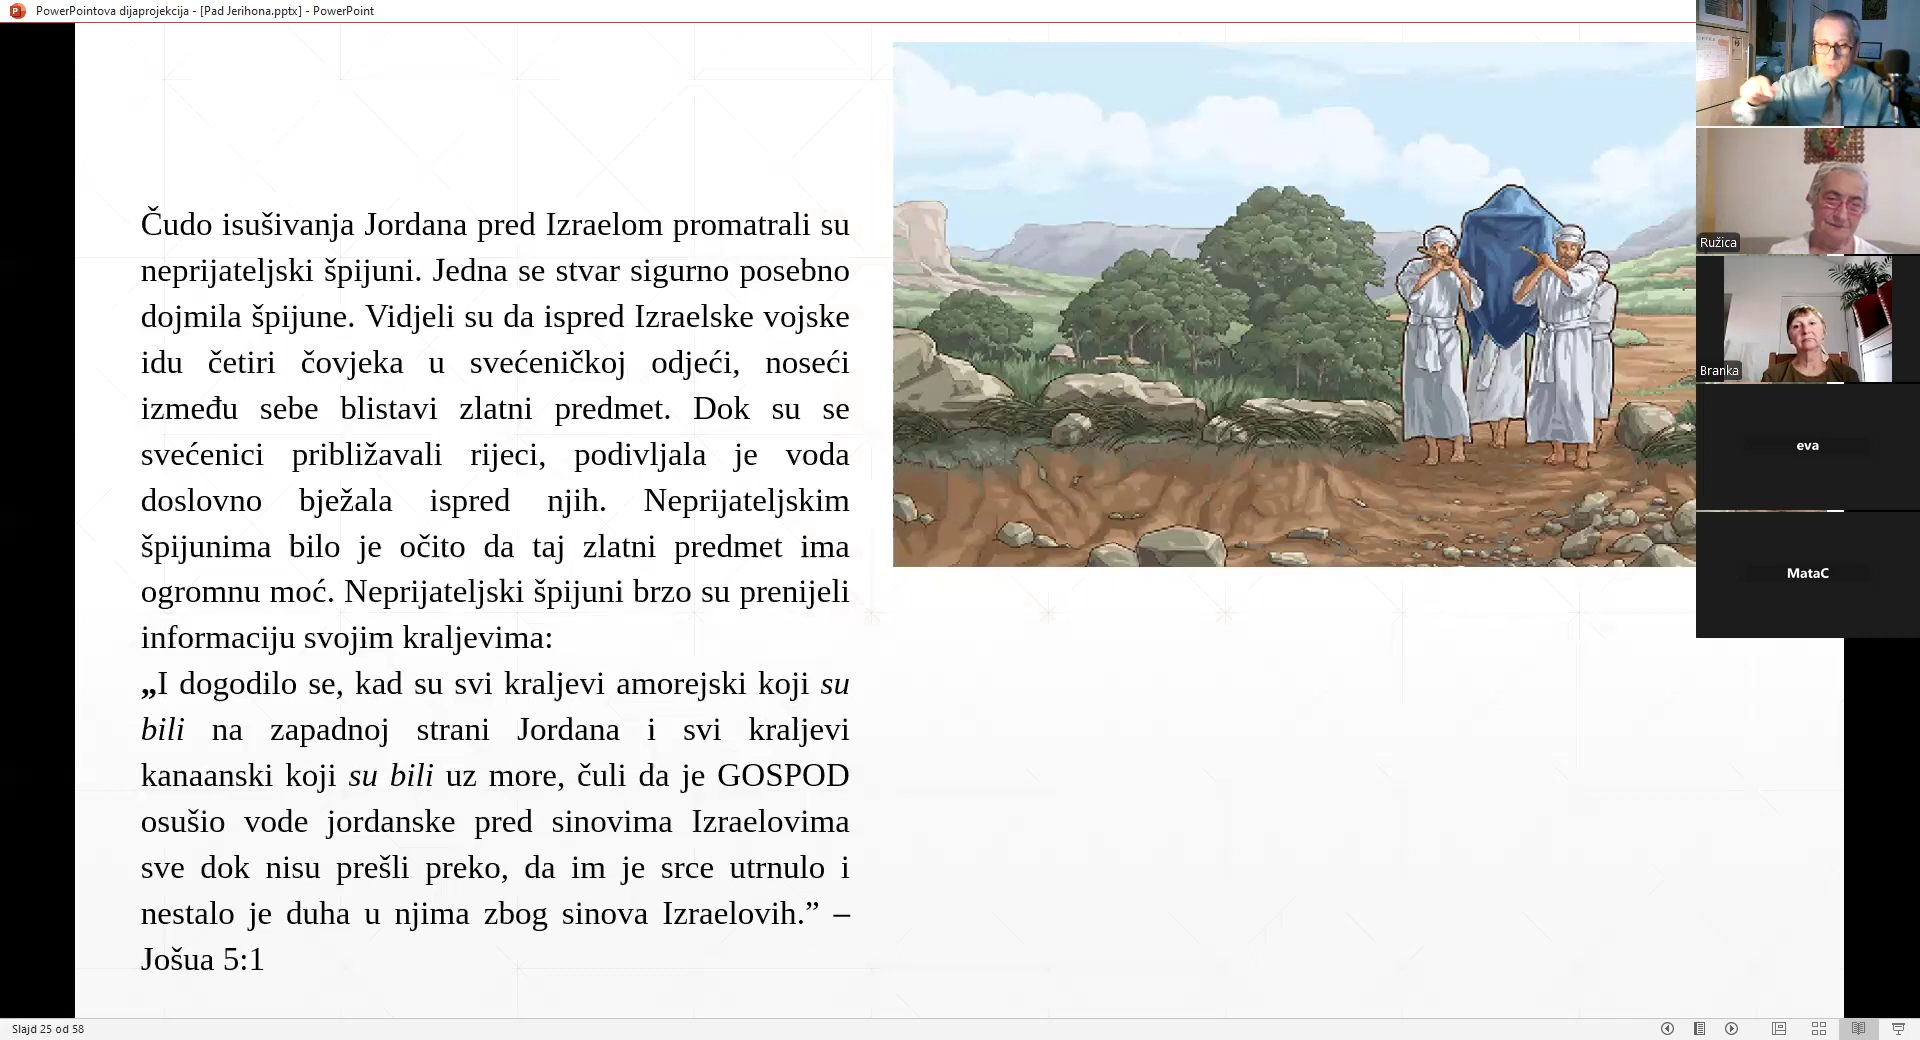 PowerPointova dijaprojekcija - [Pad Jerihona.pptx] - PowerPoint
Čudo isušivanja Jordana pred Izraelom promatrali su
neprijateljski špijuni. Jedna se stvar sigurno posebno
dojmila špijune. Vidjeli su da ispred Izraelske vojske
idu četiri čovjeka u svećeničkoj odjeći, noseći
između sebe blistavi zlatni predmet. Dok su se
svećenici približavali rijeci, podivljala je voda
doslovno bježala ispred njih. Neprijateljskim
špijunima bilo je očito da taj zlatni predmet ima
ogromnu moć. Neprijateljski špijuni brzo su prenijeli
informaciju svojim kraljevima:
„I dogodilo se, kad su svi kraljevi amorejski koji su
bili na zapadnoj strani Jordana i svi kraljevi
kanaanski koji su bili uz more, čuli da je GOSPOD
osušio vode jordanske pred sinovima Izraelovima
sve dok nisu prešli preko, da im je srce utrnulo i
nestalo je duha u njima zbog sinova Izraelovih.” –
Jošua 5:1
Ružica
Branka
eva
MataC
Slajd 25 od 58